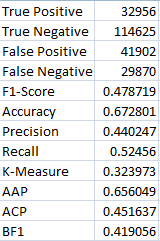 True Positive 32956
True Negative 114625
False Positive 41902
False Negative 29870
F1-Score 0.478719
Accuracy 0.672801
Precision 0.440247
Recall 0.52456
K-Measure 0.323973
AAP 0.656049
ACP 0.451637
BF1 0.419056